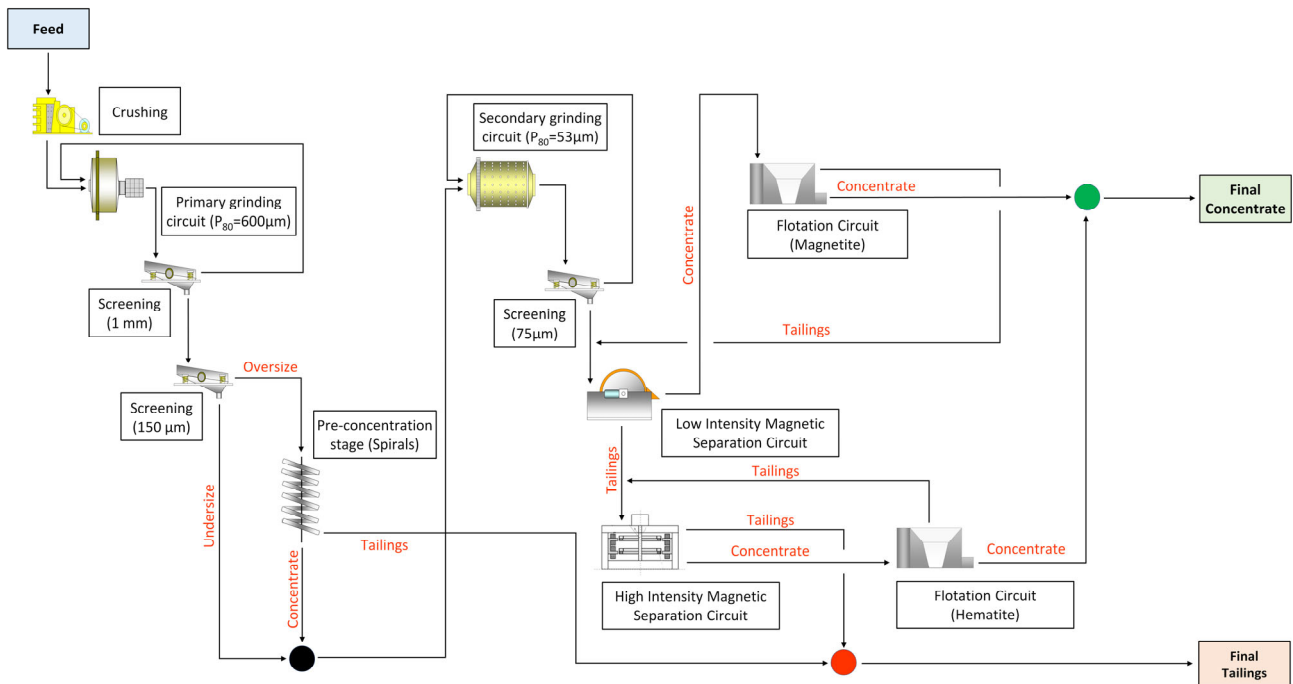 Feed
Crushing
Primary grinding
circuit (P₈₀=600µm)
Screening
(1 mm)
Oversize
Screening
(150 µm)
Undersize
Pre-concentration
stage (Spirals)
Concentrate
Tailings
Secondary grinding
circuit (P₈₀=53µm)
Screening
(75µm)
Low Intensity Magnetic
Separation Circuit
Concentrate
Tailings
Flotation Circuit
(Magnetite)
Concentrate
Tailings
High Intensity Magnetic
Separation Circuit
Tailings
Concentrate
Flotation Circuit
(Hematite)
Tailings
Concentrate
Final
Concentrate
Final
Tailings